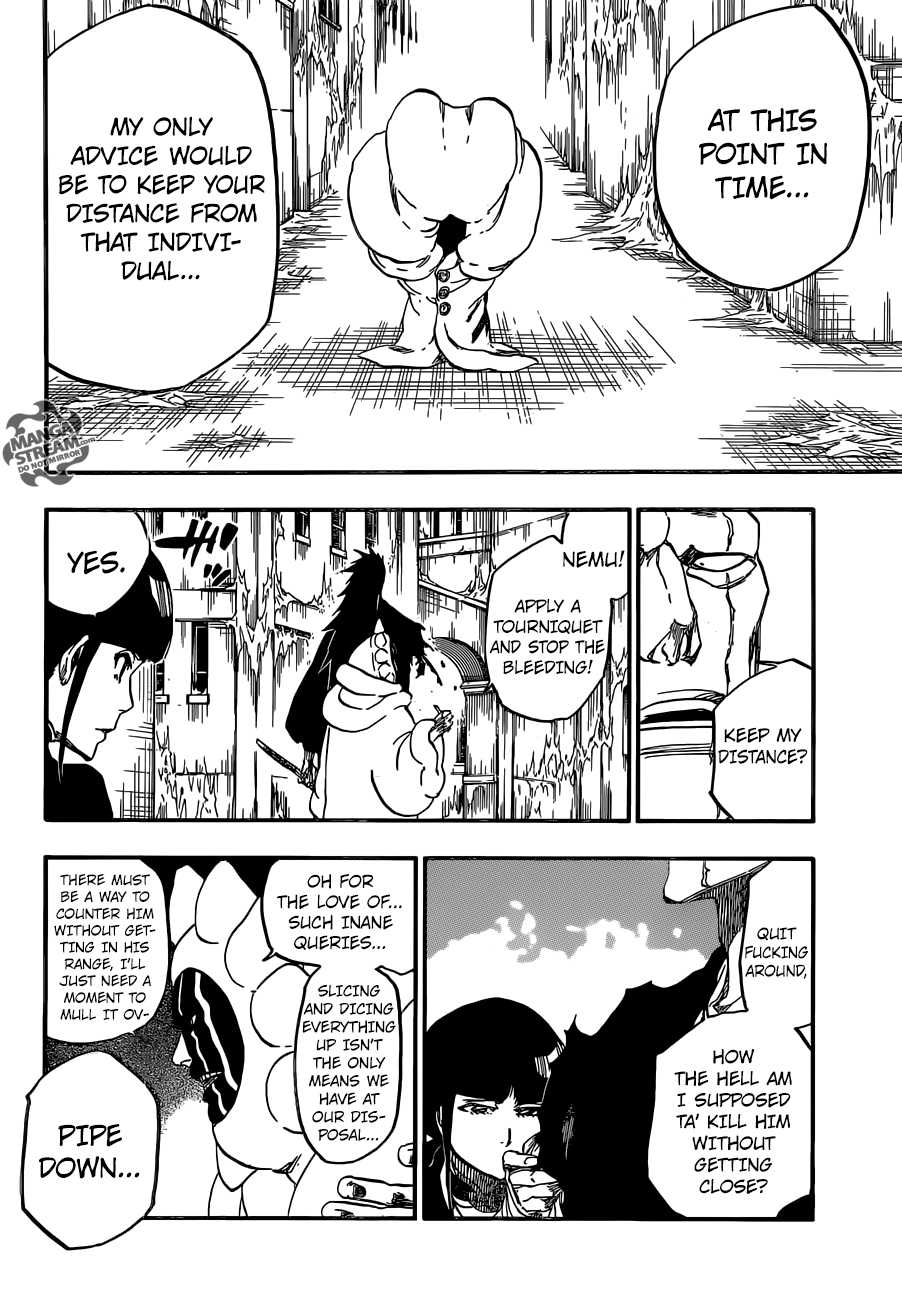 AT THIS
POINT IN
TIME...
MY ONLY
ADVICE WOULD
BE TO KEEP YOUR
DISTANCE FROM
THAT INDIVI-
DUAL...
MANGA
STREAM.com
DO NOT MIRROR
KEEP MY
DISTANCE?
NEMU!
APPLY A
TOURNIQUET
AND STOP THE
BLEEDING!
YES.
QUIT
FUCKING
AROUND,
HOW
THE HELL AM
I SUPPOSED
TA' KILL HIM
WITHOUT
GETTING
CLOSE?
OH FOR
THE LOVE OF...
SUCH INANE
QUERIES...
SLICING
AND DICING
EVERYTHING
UP ISN'T
THE ONLY
MEANS WE
HAVE AT
OUR DIS-
POSAL...
THERE MUST
BE A WAY TO
COUNTER HIM
WITHOUT GET-
TING IN HIS
RANGE, I'LL
JUST NEED A
MOMENT TO
MULL IT OV-
PIPE
DOWN...